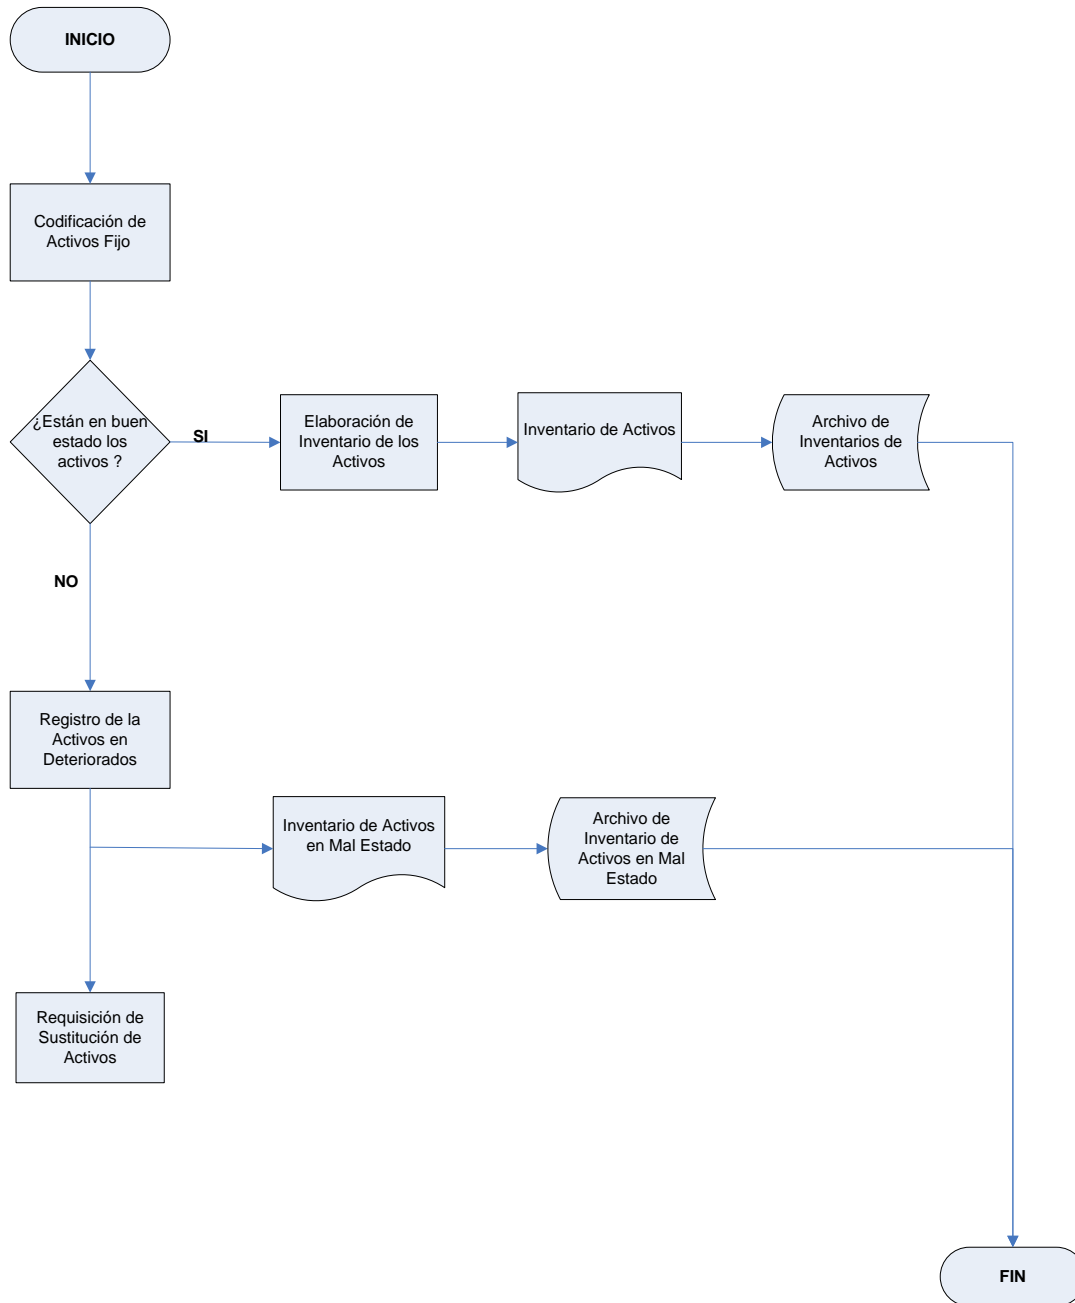 INICIO
Codificación de
Activos Fijo
¿Están en buen
estado los
activos ?
SI
Elaboración de
Inventario de los
Activos
Inventario de Activos
Archivo de
Inventarios de
Activos
NO
Registro de la
Activos en
Deteriorados
Inventario de Activos
en Mal Estado
Archivo de
Inventario de
Activos en Mal
Estado
Requisición de
Sustitución de
Activos
FIN